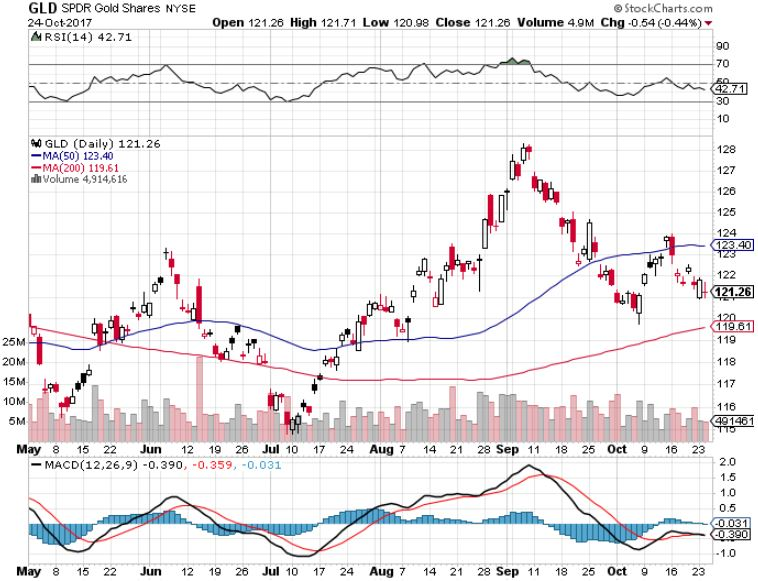 GLD SPDR Gold Shares NYSE © StockCharts.com
24-Oct-2017 Open 121.26 High 121.71 Low 120.98 Close 121.26 Volume 4.9M Chg -0.54 (-0.44%)
RSI(14) 42.71
90
70
50
42.71
30
10
GLD (Daily) 121.26
MA(50) 123.40
MA(200) 119.61
Volume 4,914,616
128
127
126
125
124
123.40
122
121.26
121
120
119.61
119
118
117
116
115
25M
20M
15M
10M
5M
491461
May 8 15 22 Jun 12 19 26 Jul 10 17 24 Aug 7 14 21 28 Sep 11 18 25 Oct 9 16 23
MACD(12,26,9) -0.390, -0.359, -0.031
2.0
1.5
1.0
0.5
-0.031
-0.390
-1.0
May 8 15 22 Jun 12 19 26 Jul 10 17 24 Aug 7 14 21 28 Sep 11 18 25 Oct 9 16 23